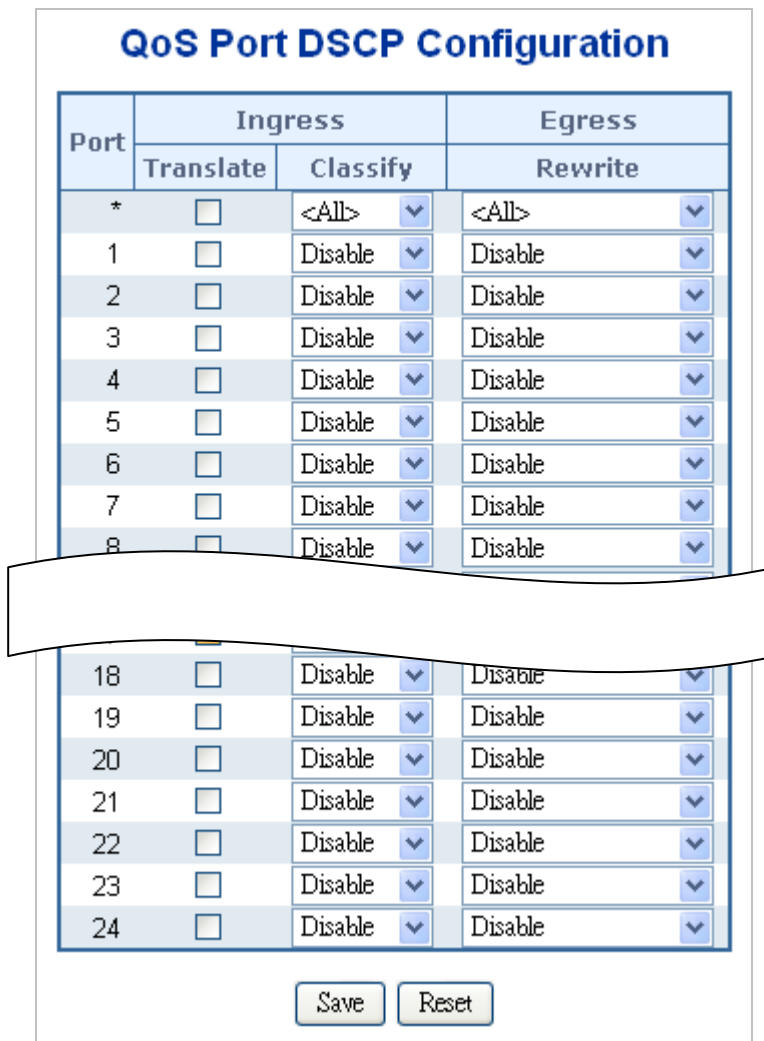 QoS Port DSCP Configuration
Port Ingress Egress
Translate Classify Rewrite
* <All> <All>
1 Disable Disable
2 Disable Disable
3 Disable Disable
4 Disable Disable
5 Disable Disable
6 Disable Disable
7 Disable Disable
8 Disable Disable
18 Disable Disable
19 Disable Disable
20 Disable Disable
21 Disable Disable
22 Disable Disable
23 Disable Disable
24 Disable Disable
Save Reset